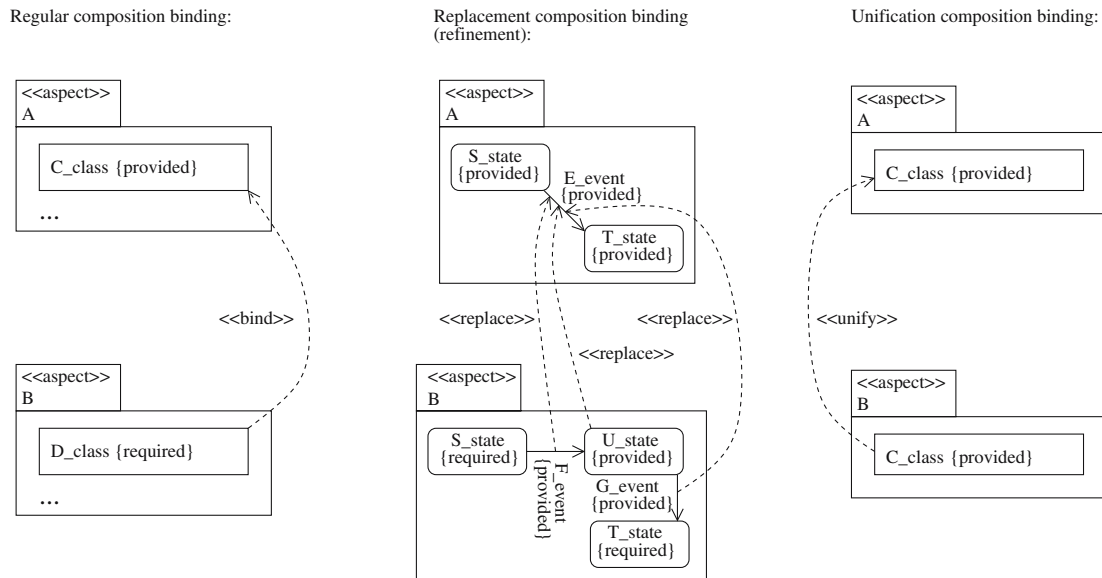 Regular composition binding:
<<aspect>>
A
C_class {provided}
...
<<bind>>
<<aspect>>
B
D_class {required}
...
Replacement composition binding
(refinement):
<<aspect>>
A
S_state
{provided}
E_event
{provided}
T_state
{provided}
<<replace>>
<<replace>>
<<replace>>
<<aspect>>
B
S_state
{required}
F_event
{provided}
U_state
{provided}
G_event
{provided}
T_state
{required}
Unification composition binding:
<<aspect>>
A
C_class {provided}
<<unify>>
<<aspect>>
B
C_class {provided}